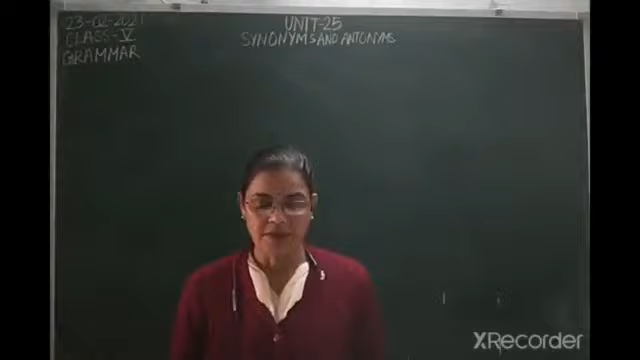 23-02-2021
CLASS-V
GRAMMAR
UNIT-25
SYNONYMS AND ANTONYMS
XRecorder